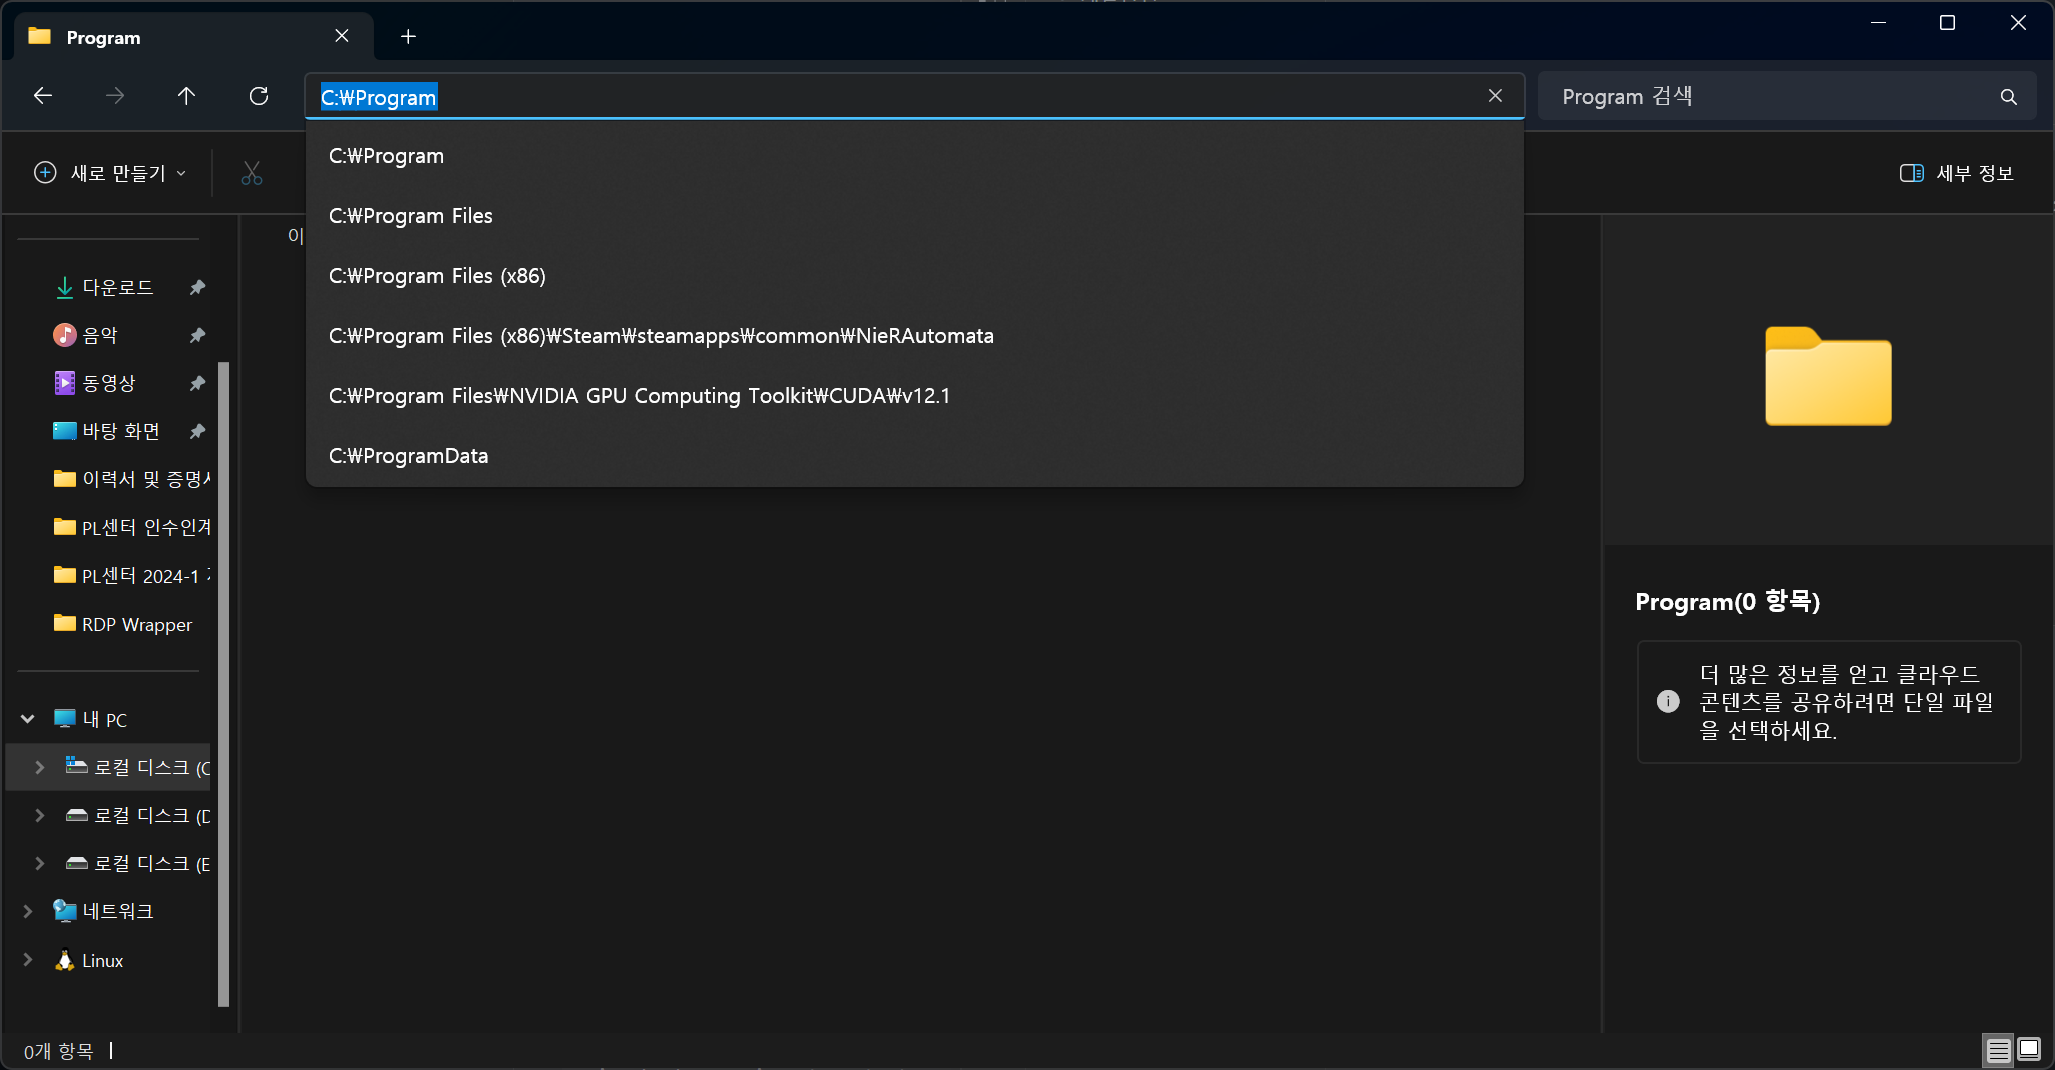 Program
C:₩Program
Program 검색
C:₩Program
C:₩Program Files
C:₩Program Files (x86)
C:₩Program Files (x86)₩Steam₩steamapps₩common₩NieRAutomata
C:₩Program Files₩NVIDIA GPU Computing Toolkit₩CUDA₩v12.1
C:₩ProgramData
새로 만들기
세부 정보
이
다운로드
음악
동영상
바탕 화면
이력서 및 증명
PL센터 인수인계
PL센터 2024-1
RDP Wrapper
내 PC
로컬 디스크 (C
로컬 디스크 (D
로컬 디스크 (E
네트워크
Linux
Program(0 항목)
더 많은 정보를 얻고 클라우드
콘텐츠를 공유하려면 단일 파일
을 선택하세요.
0개 항목